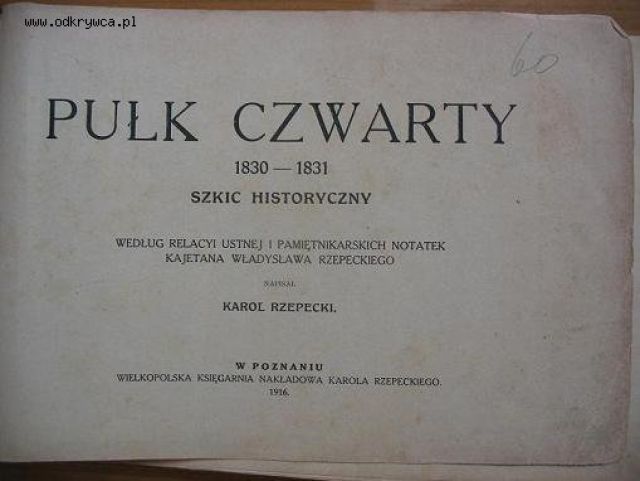 www.odkrywca.pl
60
PUŁK CZWARTY
1830 — 1831
SZKIC HISTORYCZNY
WEDŁUG RELACYI USTNEJ I PAMIĘTNIKARSKICH NOTATEK
KAJETANA WŁADYSŁAWA RZEPECKIEGO
NAPISAŁ
KAROL RZEPECKI.
W POZNANIU
WIELKOPOLSKA KSIĘGARNIA NAKŁADOWA KAROLA RZEPECKIEGO.
1916.